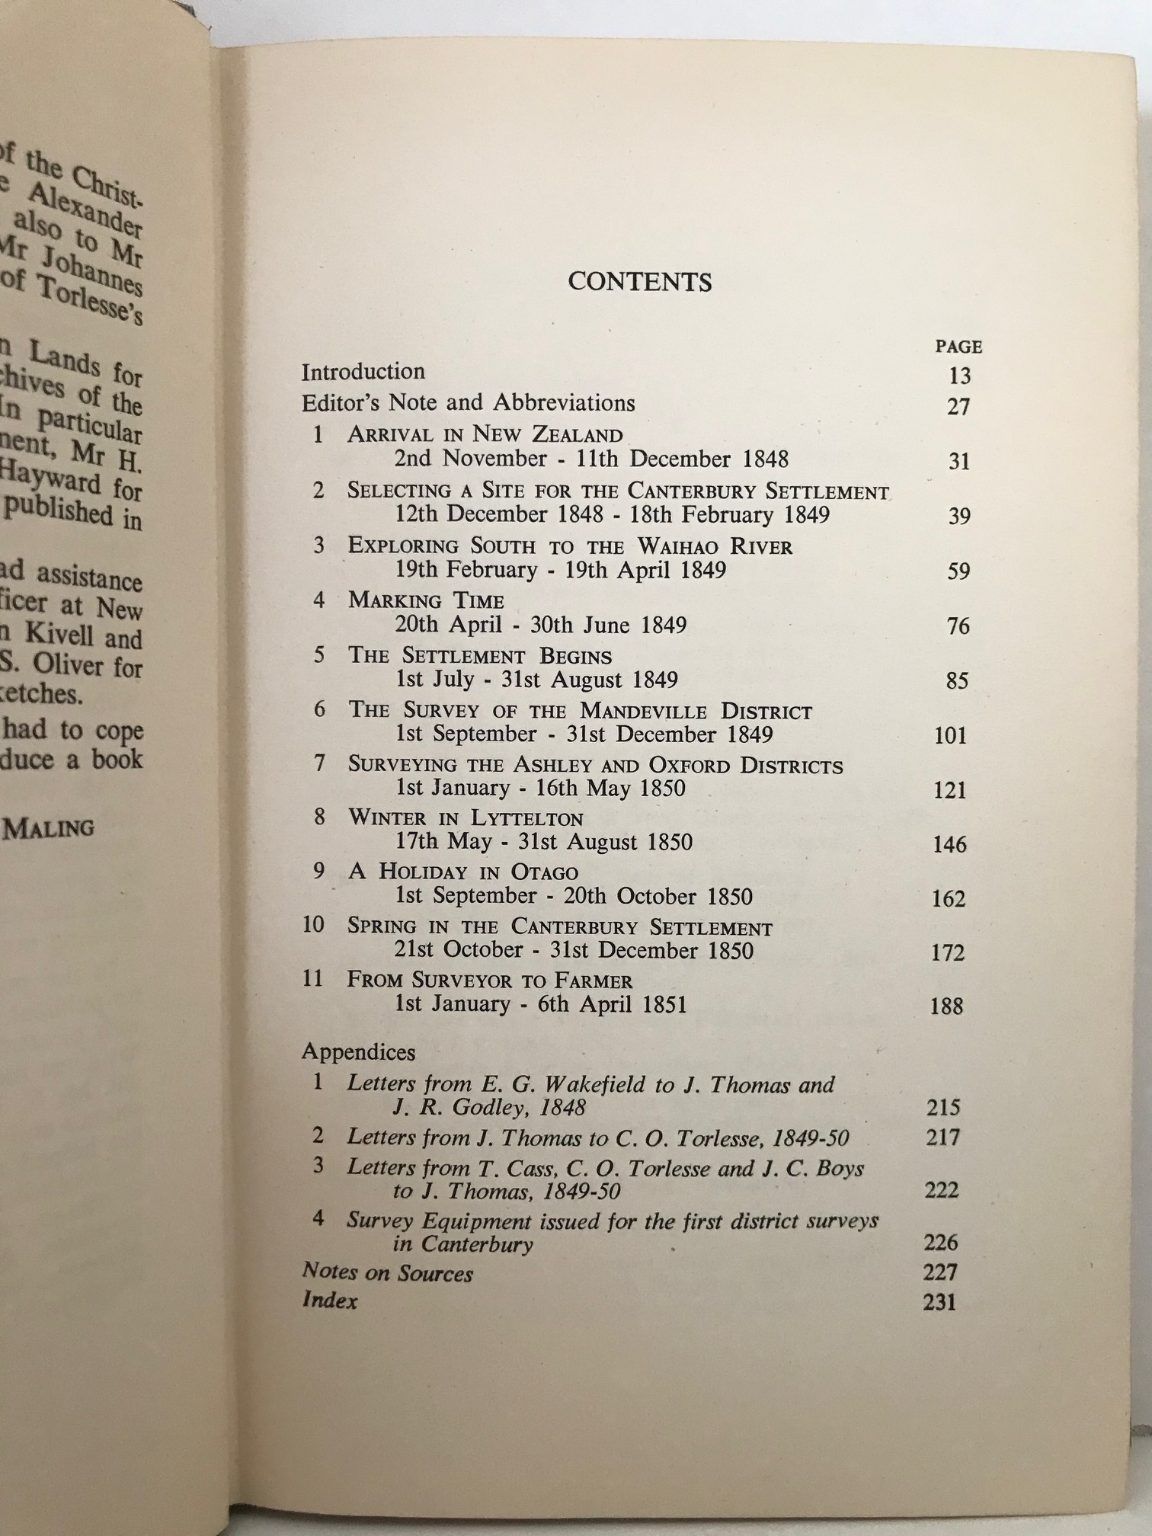 of the Christ-
Alexander
also to Mr
Mr Johannes
of Torlesse's
Lands for
of the
In particular
Mr H.
Hayward for
published in
assistance
at New
Kivell and
S. Oliver for
had to cope
a book
MALING
CONTENTS
PAGE
Introduction 13
Editor's Note and Abbreviations 27
1 ARRIVAL IN NEW ZEALAND
2nd November - 11th December 1848 31
2 SELECTING A SITE FOR THE CANTERBURY SETTLEMENT
12th December 1848 - 18th February 1849 39
3 EXPLORING SOUTH TO THE WAIHAO RIVER
19th February - 19th April 1849 59
4 MARKING TIME
20th April - 30th June 1849 76
5 THE SETTLEMENT BEGINS
1st July - 31st August 1849 85
6 THE SURVEY OF THE MANDEVILLE DISTRICT
1st September - 31st December 1849 101
7 SURVEYING THE ASHLEY AND OXFORD DISTRICTS
1st January - 16th May 1850 121
8 WINTER IN LYTTELTON
17th May - 31st August 1850 146
9 A HOLIDAY IN OTAGO
1st September - 20th October 1850 162
10 SPRING IN THE CANTERBURY SETTLEMENT
21st October - 31st December 1850 172
11 FROM SURVEYOR TO FARMER
1st January - 6th April 1851 188
Appendices
1 Letters from E. G. Wakefield to J. Thomas and
J. R. Godley, 1848 215
2 Letters from J. Thomas to C. O. Torlesse, 1849-50 217
3 Letters from T. Cass, C. O. Torlesse and J. C. Boys
to J. Thomas, 1849-50 222
4 Survey Equipment issued for the first district surveys
in Canterbury 226
Notes on Sources 227
Index 231